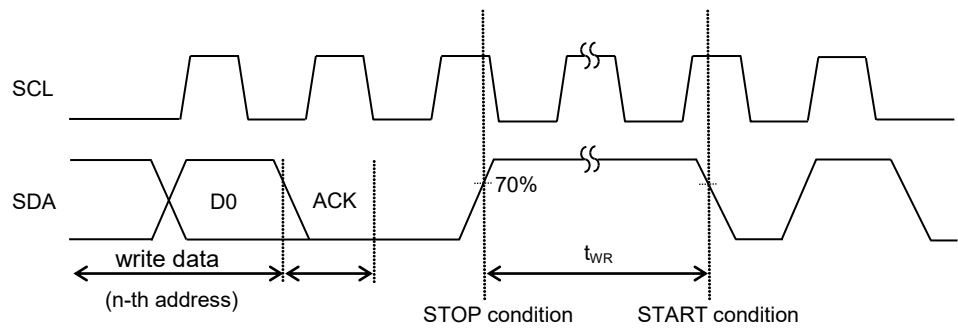 SCL
70%
SDA
D0
ACK
write data
tWR
(n-th address)
STOP condition
START condition